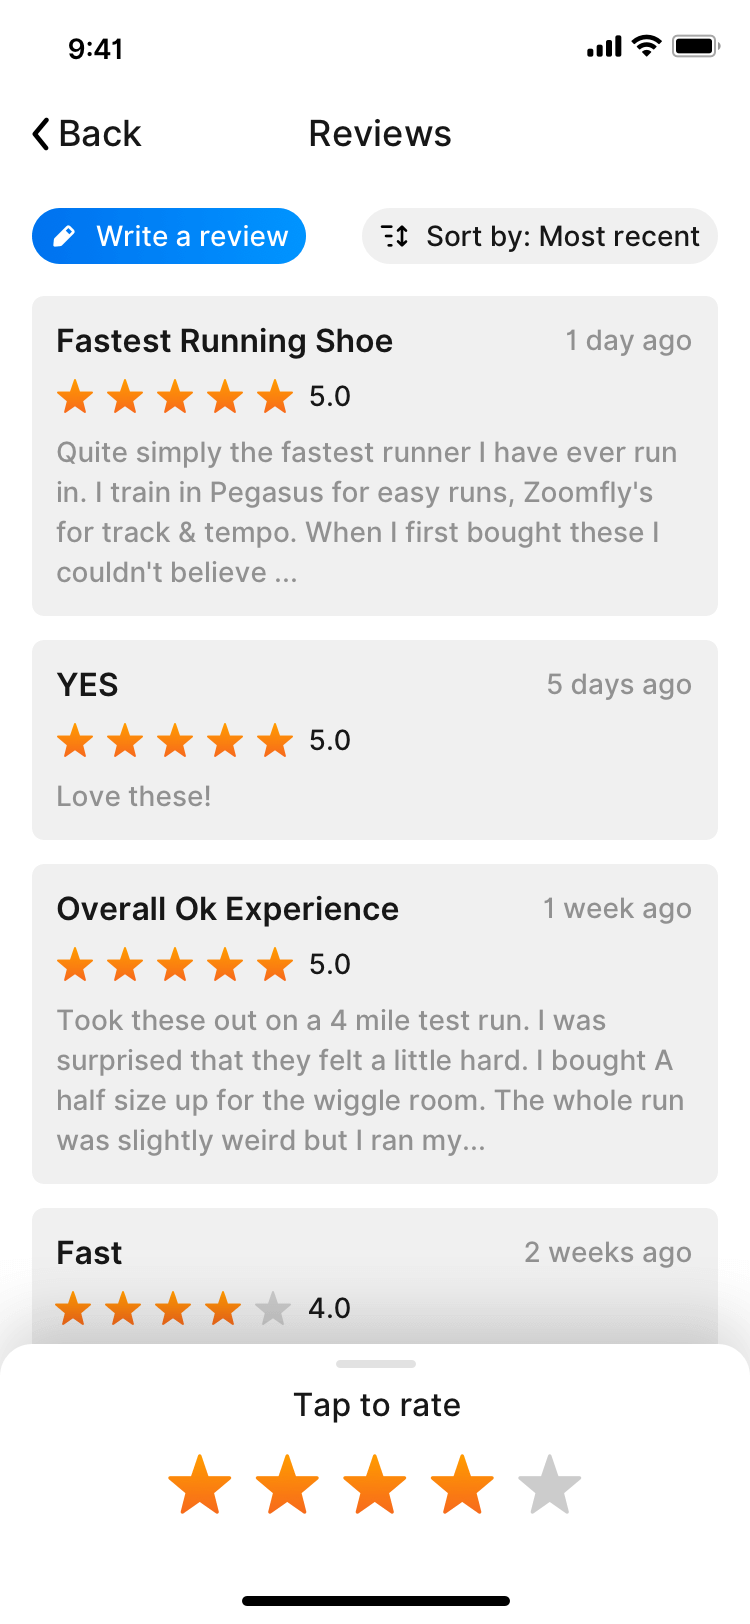 9:41
Back
Reviews
Write a review
Sort by: Most recent
Fastest Running Shoe
1 day ago
5.0
Quite simply the fastest runner I have ever run
in. I train in Pegasus for easy runs, Zoomfly's
for track & tempo. When I first bought these I
couldn't believe ...
YES
5 days ago
5.0
Love these!
Overall Ok Experience
1 week ago
5.0
Took these out on a 4 mile test run. I was
surprised that they felt a little hard. I bought A
half size up for the wiggle room. The whole run
was slightly weird but I ran my...
Fast
2 weeks ago
4.0
Tap to rate